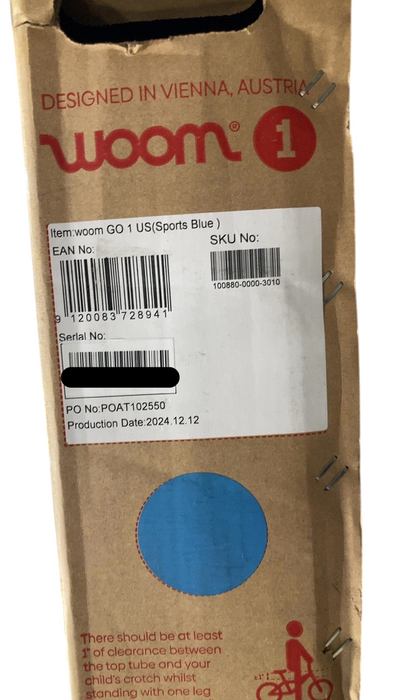 DESIGNED IN VIENNA, AUSTRIA
woom® 1
Item:woom GO 1 US(Sports Blue )
EAN No:
SKU No:
9 120083 728941
100880-0000-3010
Serial No:
PO No:POAT102550
Production Date:2024.12.12
There should be at least
1" of clearance between
the top tube and your
child's crotch whilst
standing with one leg